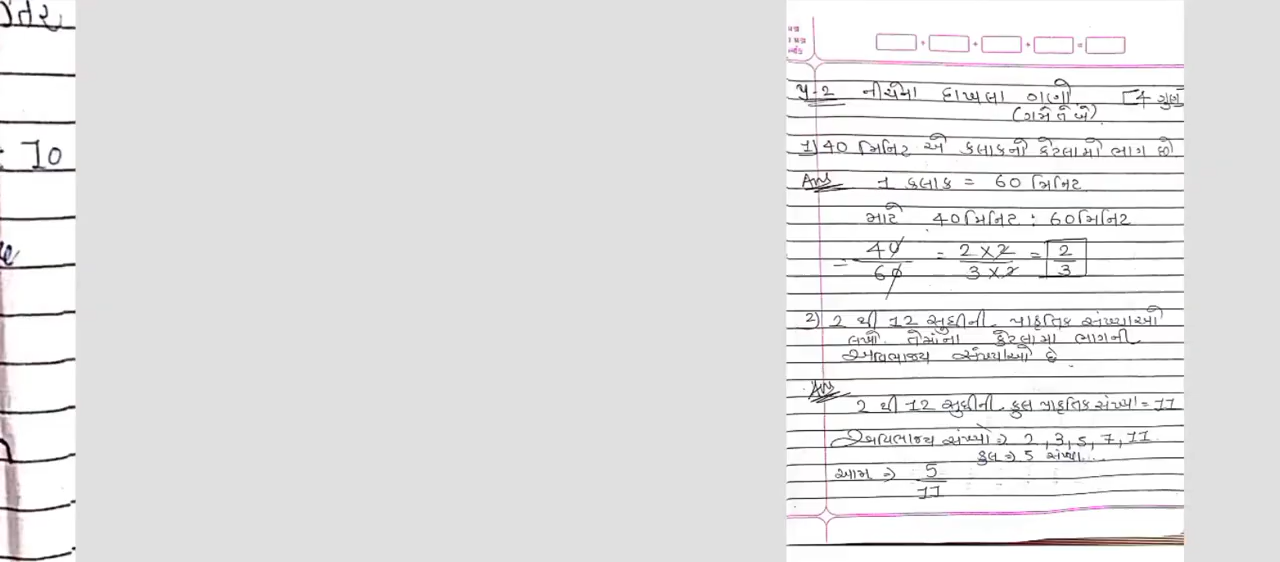 ંતર
: 10
પ્ર-2 નીચેના દાખલા ગણો [4 ગુણ
(ગમે તે બે)
1) 40 મિનિટ એ કલાકનો કેટલામો ભાગ છે
Ans 1 કલાક = 60 મિનિટ
માટે 40 મિનિટ : 60 મિનિટ
= 40/60 = 2 × 2/3 × 2 = 2/3
2) 2 થી 12 સુધીની પ્રાકૃતિક સંખ્યાઓ
લખો. તેમાંના કેટલામા ભાગની
અવિભાજ્ય સંખ્યાઓ છે
Ans
2 થી 12 સુધીની કુલ પ્રાકૃતિક સંખ્યા = 11
અવિભાજ્ય સંખ્યો ⇒ 2, 3, 5, 7, 11
કુલ ⇒ 5 સંખ્યા...
આમ ⇒ 5/11